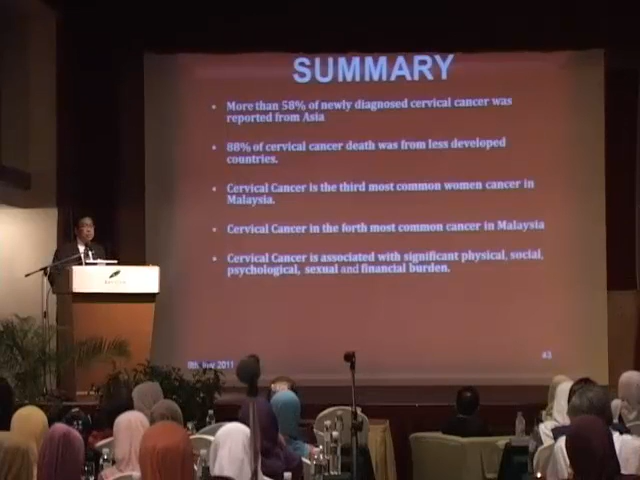 SUMMARY
• More than 58% of newly diagnosed cervical cancer was
reported from Asia
• 88% of cervical cancer death was from less developed
countries.
• Cervical Cancer is the third most common women cancer in
Malaysia.
• Cervical Cancer in the forth most common cancer in Malaysia
• Cervical Cancer is associated with significant physical, social,
psychological, sexual and financial burden.
2011
43